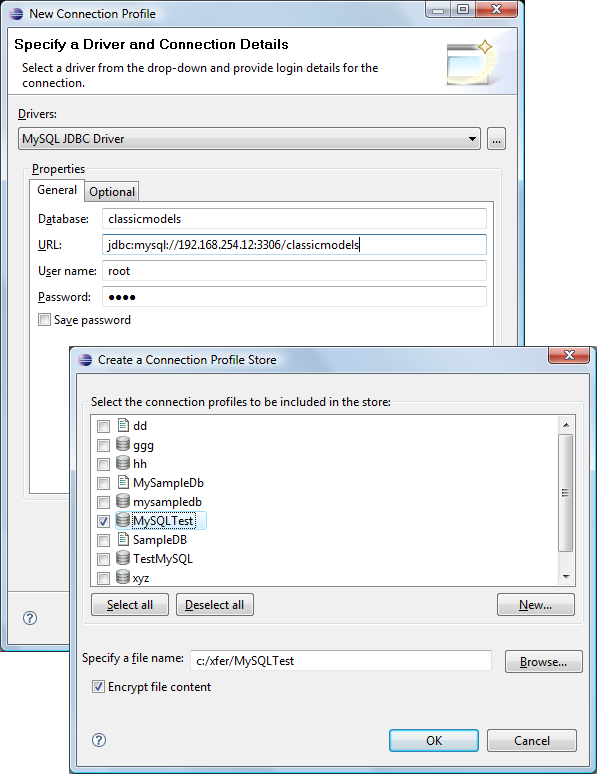 New Connection Profile
Specify a Driver and Connection Details
Select a driver from the drop-down and provide login details for the
connection.
Drivers:
MySQL JDBC Driver
...
Properties
General Optional
Database: classicmodels
URL: jdbc:mysql://192.168.254.12:3306/classicmodels
User name: root
Password: ●●●●
Save password
?
Create a Connection Profile Store
Select the connection profiles to be included in the store:
dd
ggg
hh
MySampleDb
mysampledb
MySQLTest
SampleDB
TestMySQL
xyz
Select all Deselect all New...
Specify a file name: c:/xfer/MySQLTest Browse...
Encrypt file content
? OK Cancel